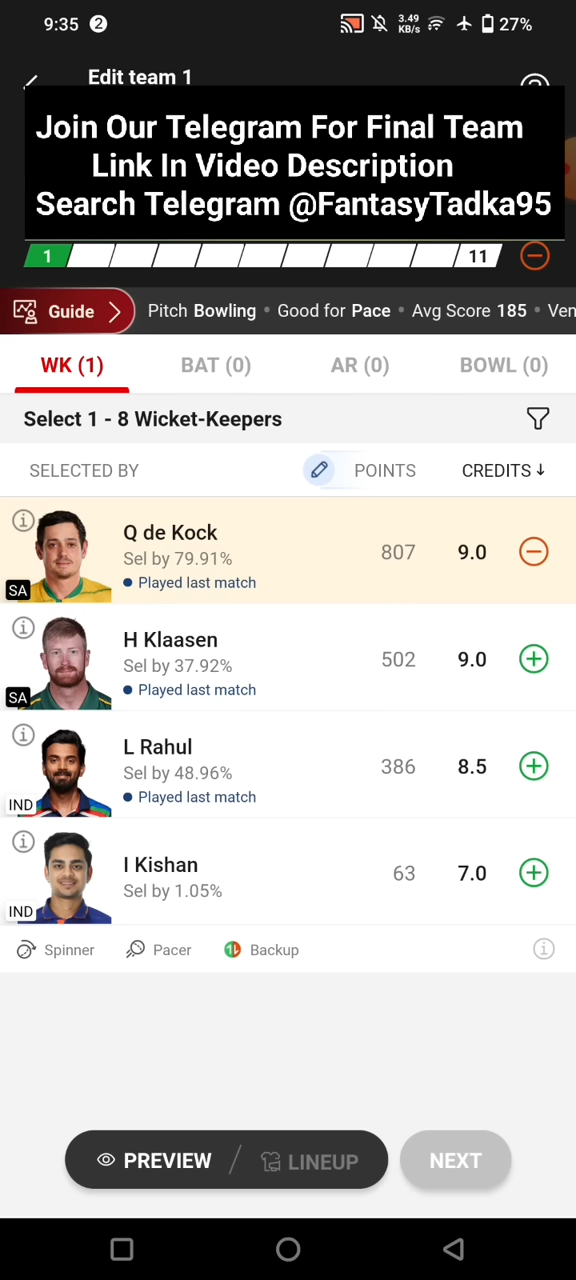 9:35 2 3.49 KB/s 27%
Edit team 1
Join Our Telegram For Final Team
Link In Video Description
Search Telegram @FantasyTadka95
1 11
Guide Pitch Bowling • Good for Pace • Avg Score 185 • Ven
WK (1) BAT (0) AR (0) BOWL (0)
Select 1 - 8 Wicket-Keepers
SELECTED BY POINTS CREDITS ↓
Q de Kock
Sel by 79.91% 807 9.0
SA • Played last match
H Klaasen
Sel by 37.92% 502 9.0
SA • Played last match
L Rahul
Sel by 48.96% 386 8.5
IND • Played last match
I Kishan
Sel by 1.05% 63 7.0
IND
Spinner Pacer Backup
PREVIEW / LINEUP NEXT